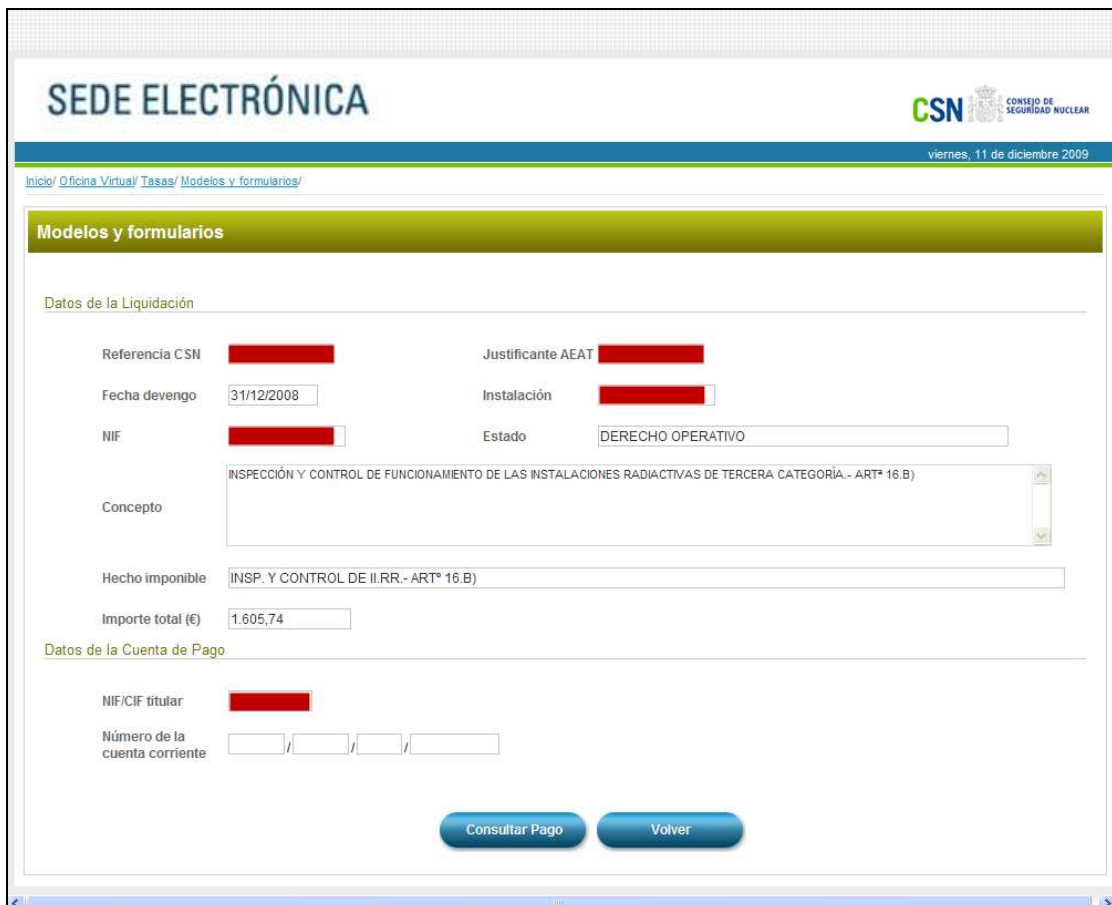 SEDE ELECTRÓNICA
CSN CONSEJO DE SEGURIDAD NUCLEAR
viernes, 11 de diciembre 2009
Inicio/ Oficina Virtual/ Tasas/ Modelos y formularios/
Modelos y formularios
Datos de la Liquidación
Referencia CSN Justificante AEAT
Fecha devengo 31/12/2008 Instalación
NIF Estado DERECHO OPERATIVO
Concepto INSPECCIÓN Y CONTROL DE FUNCIONAMIENTO DE LAS INSTALACIONES RADIACTIVAS DE TERCERA CATEGORÌA.- ARTª 16.B)
Hecho imponible INSP. Y CONTROL DE II.RR.- ARTº 16.B)
Importe total (€) 1.605,74
Datos de la Cuenta de Pago
NIF/CIF titular
Número de la
cuenta corriente / / /
Consultar Pago Volver